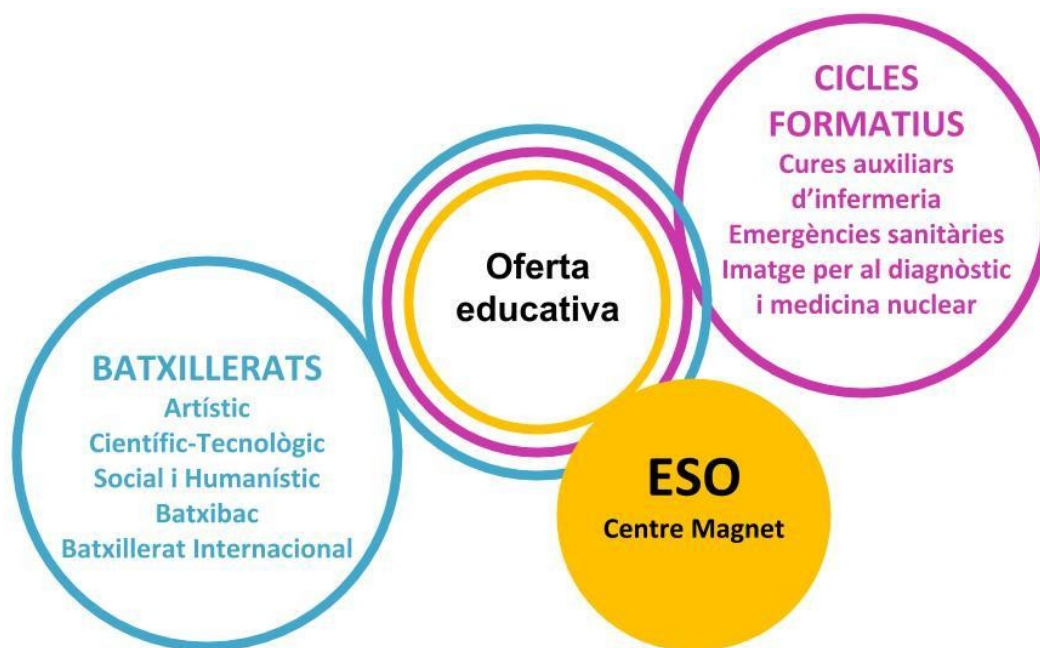 CICLES
FORMATIUS
Cures auxiliars
d'infermeria
Emergències sanitàries
Imatge per al diagnòstic
i medicina nuclear
Oferta
educativa
BATXILLERATS
Artístic
Científic-Tecnològic
Social i Humanístic
Batxibac
Batxillerat Internacional
ESO
Centre Magnet